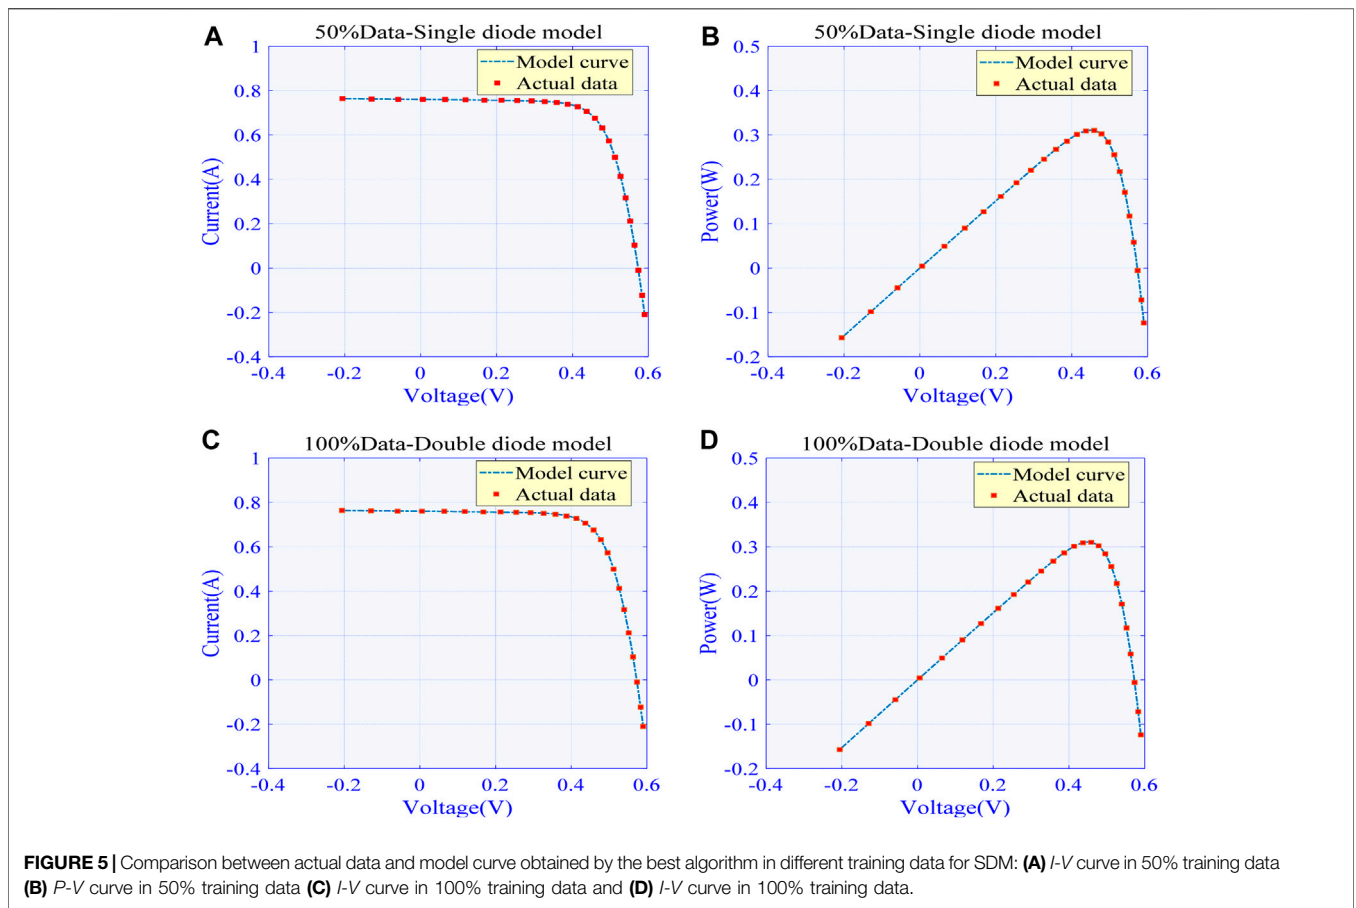 A
50%Data-Single diode model
Model curve
Actual data
1
0.8
0.6
0.4
0.2
0
-0.2
-0.4
Current(A)
-0.4
-0.2
0
0.2
0.4
0.6
Voltage(V)
B
50%Data-Single diode model
Model curve
Actual data
0.5
0.4
0.3
0.2
0.1
0
-0.1
-0.2
Power(W)
-0.4
-0.2
0
0.2
0.4
0.6
Voltage(V)
C
100%Data-Double diode model
Model curve
Actual data
1
0.8
0.6
0.4
0.2
0
-0.2
-0.4
Current(A)
-0.4
-0.2
0
0.2
0.4
0.6
Voltage(V)
D
100%Data-Double diode model
Model curve
Actual data
0.5
0.4
0.3
0.2
0.1
0
-0.1
-0.2
Power(W)
-0.4
-0.2
0
0.2
0.4
0.6
Voltage(V)
FIGURE 5 | Comparison between actual data and model curve obtained by the best algorithm in different training data for SDM: (A) I-V curve in 50% training data
(B) P-V curve in 50% training data (C) I-V curve in 100% training data and (D) I-V curve in 100% training data.